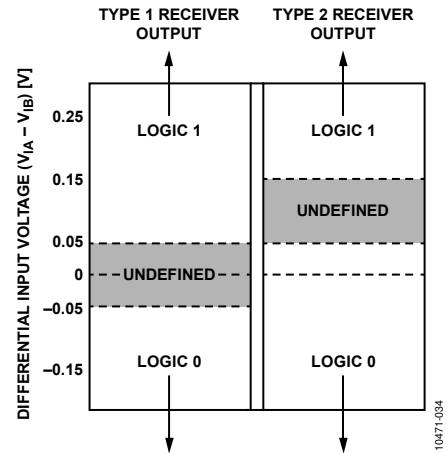 TYPE 1 RECEIVER
OUTPUT
TYPE 2 RECEIVER
OUTPUT
DIFFERENTIAL INPUT VOLTAGE (VIA – VIB) [V]
0.25
0.15
0.05
0
–0.05
–0.15
LOGIC 1
UNDEFINED
LOGIC 0
LOGIC 1
UNDEFINED
LOGIC 0
10471-034